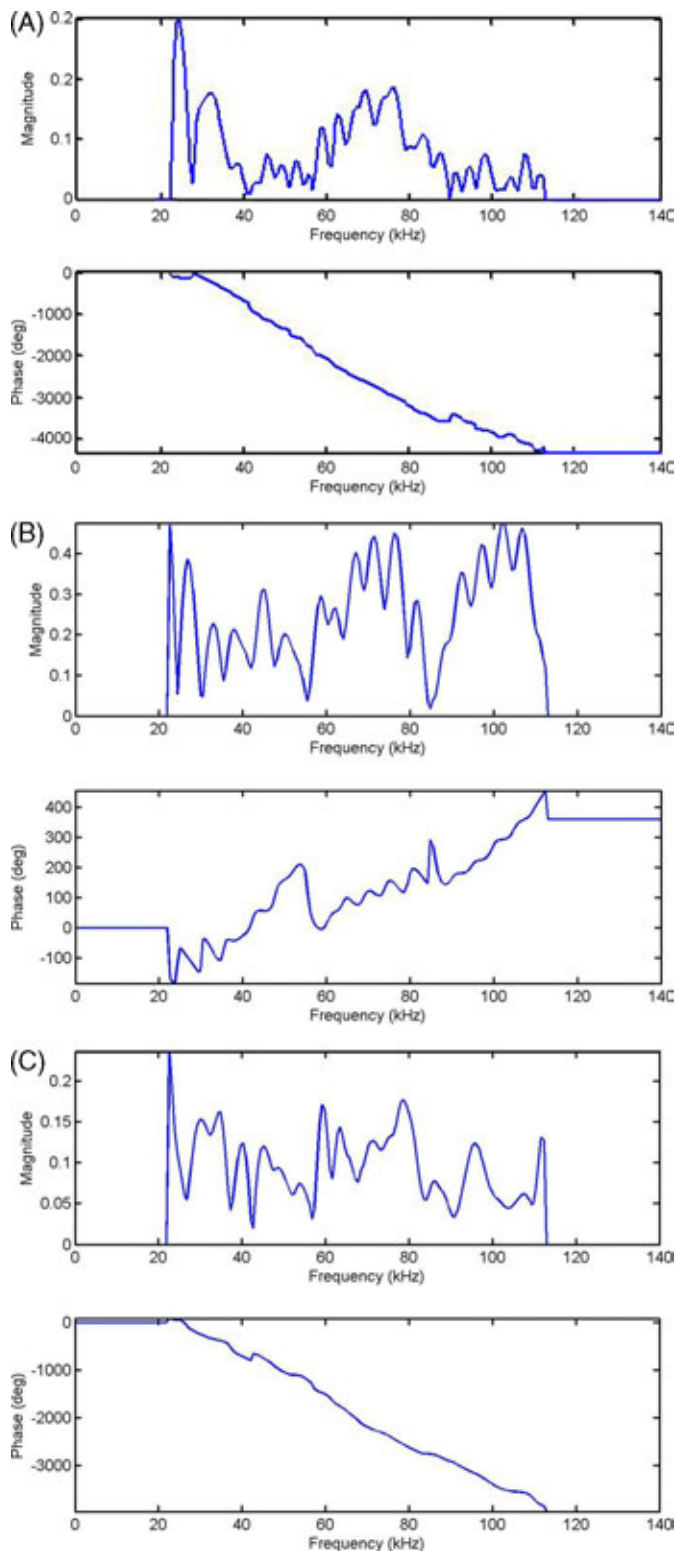 (A)
0.2
0.2
0.1
0
Magnitude
0 20 40 60 80 100 120 140
Frequency (kHz)
0
-1000
-2000
-3000
-4000
Phase (deg)
0 20 40 60 80 100 120 140
Frequency (kHz)
(B)
0.4
0.3
0.2
0.1
0
Magnitude
0 20 40 60 80 100 120 140
Frequency (kHz)
400
300
200
100
0
-100
Phase (deg)
0 20 40 60 80 100 120 140
Frequency (kHz)
(C)
0.2
0.15
0.1
0.05
0
Magnitude
0 20 40 60 80 100 120 140
Frequency (kHz)
0
-1000
-2000
-3000
Phase (deg)
0 20 40 60 80 100 120 140
Frequency (kHz)